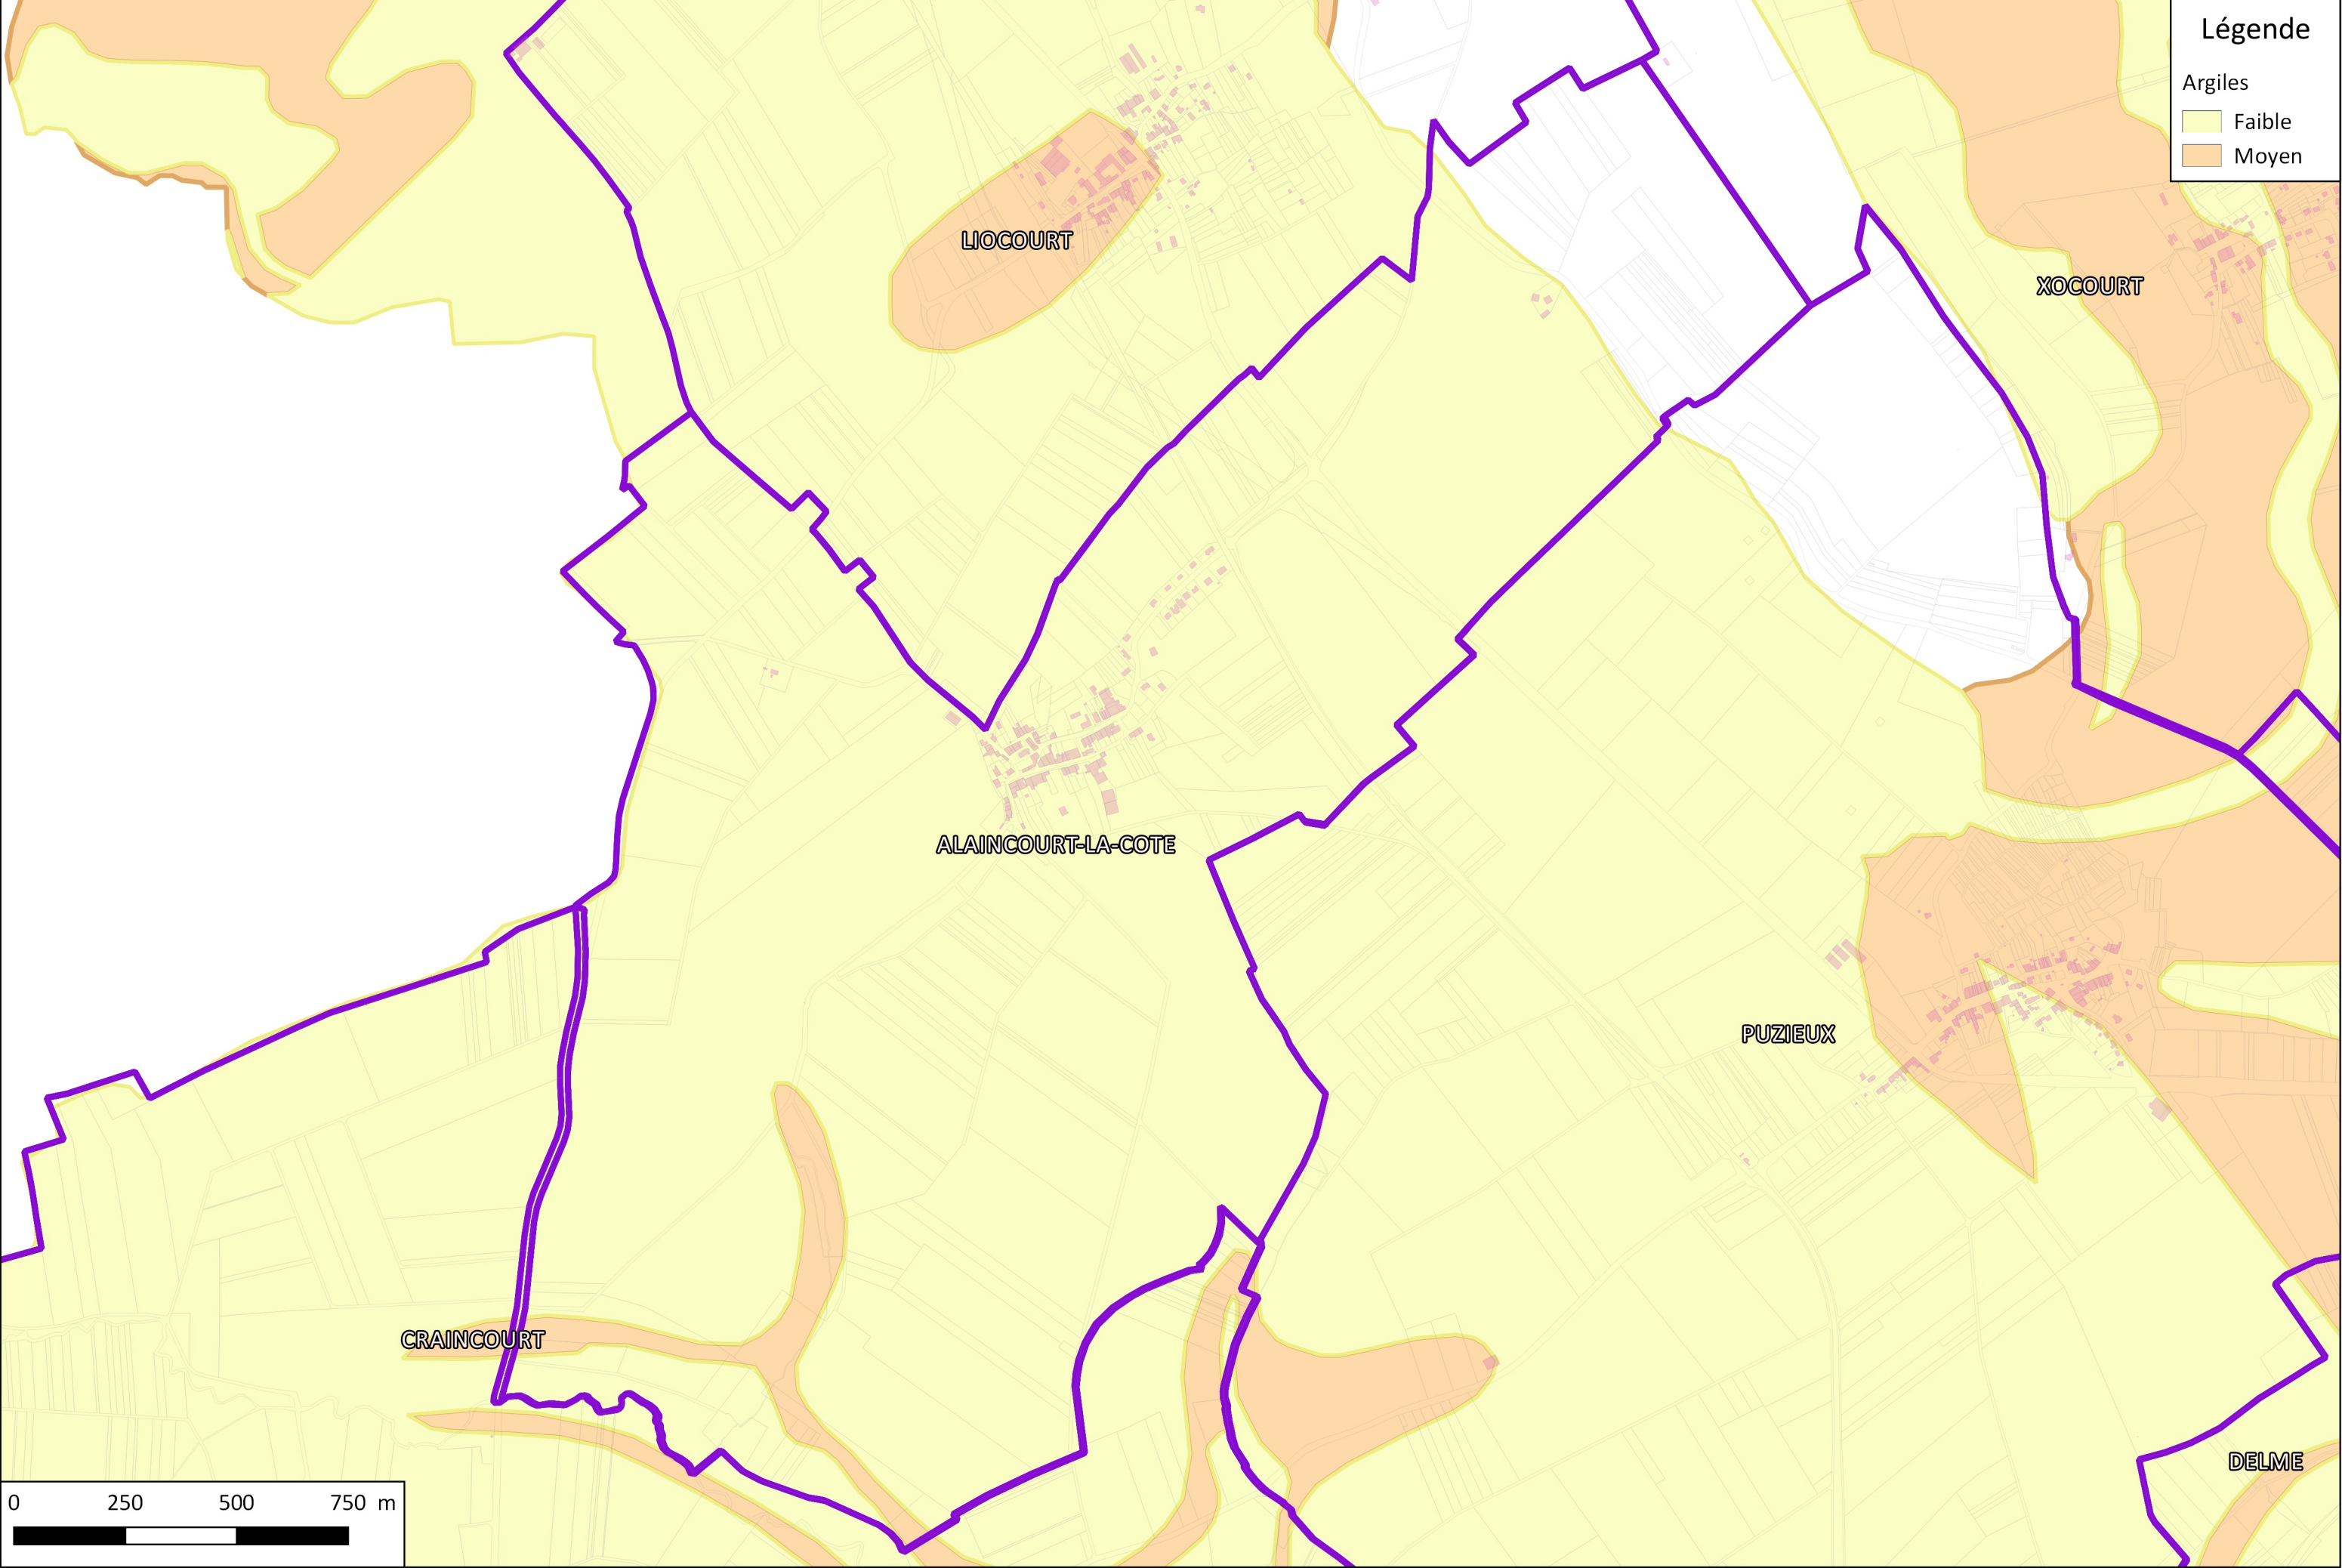 Légende
Argiles
Faible
Moyen
LIOCOURT
XOCOURT
ALAINCOURT-LA-COTE
PUZIEUX
CRAINCOURT
DELME
0 250 500 750 m